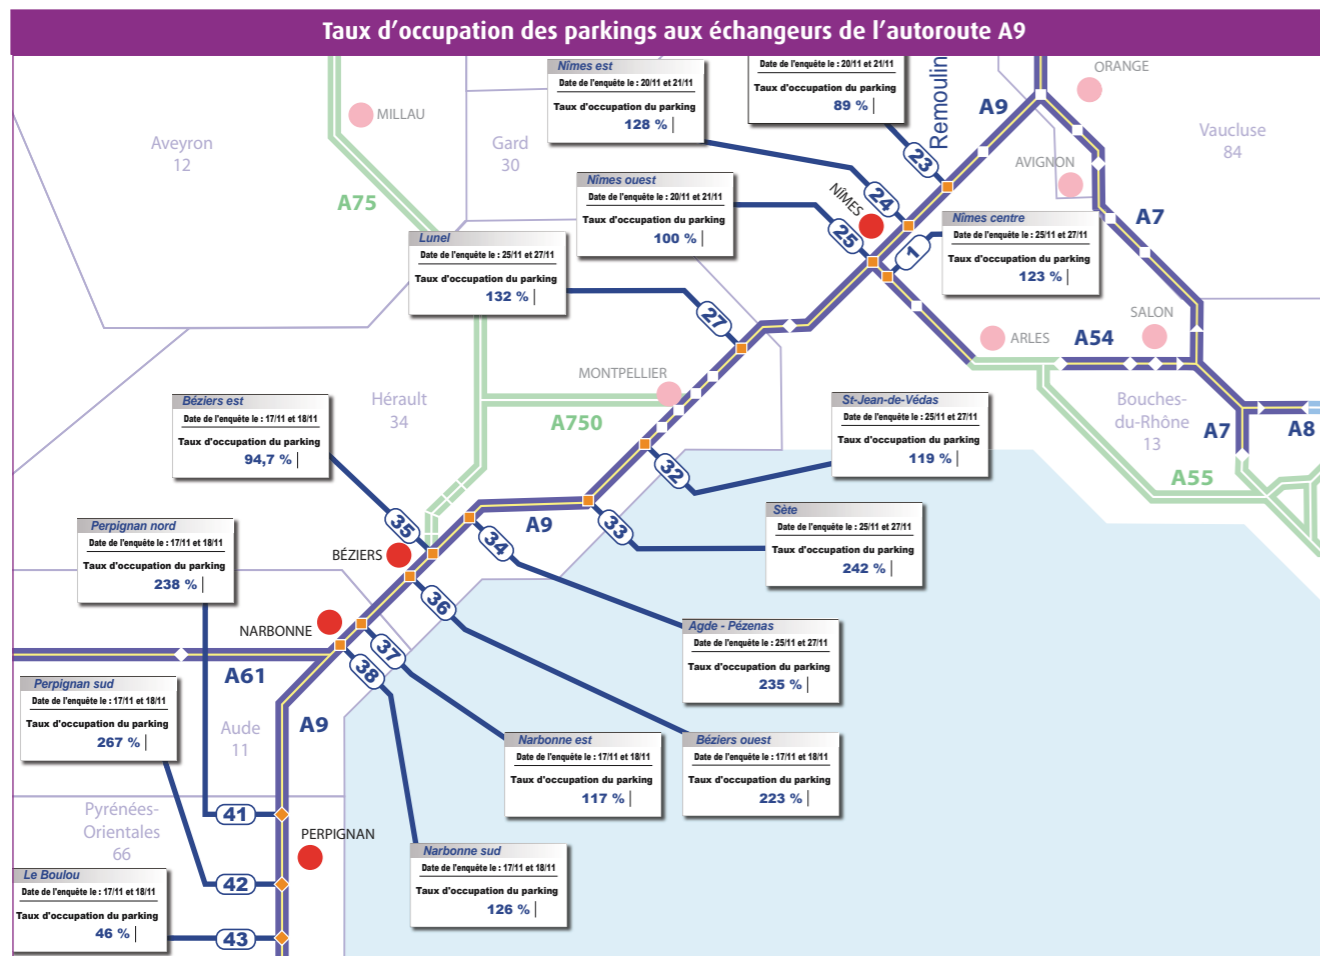 Taux d'occupation des parkings aux échangeurs de l'autoroute A9
Nîmes est
Date de l'enquête le : 20/11 et 21/11
Taux d'occupation du parking
128 %
Date de l'enquête le : 20/11 et 21/11
Taux d'occupation du parking
89 %
Remoulin
A9
ORANGE
MILLAU
Aveyron
12
Gard
30
Vaucluse
84
AVIGNON
23
A75
Nîmes ouest
Date de l'enquête le : 20/11 et 21/11
Taux d'occupation du parking
100 %
24
NÎMES
25
1
Nîmes centre
Date de l'enquête le : 25/11 et 27/11
Taux d'occupation du parking
123 %
A7
Lunel
Date de l'enquête le : 25/11 et 27/11
Taux d'occupation du parking
132 %
27
SALON
ARLES
A54
MONTPELLIER
Hérault
34
A750
Béziers est
Date de l'enquête le : 17/11 et 18/11
Taux d'occupation du parking
94,7 %
St-Jean-de-Védas
Date de l'enquête le : 25/11 et 27/11
Taux d'occupation du parking
119 %
Bouches-
du-Rhône
13
A7
A8
A55
32
Sète
Date de l'enquête le : 25/11 et 27/11
Taux d'occupation du parking
242 %
33
A9
34
35
BÉZIERS
Perpignan nord
Date de l'enquête le : 17/11 et 18/11
Taux d'occupation du parking
238 %
36
NARBONNE
37
38
Agde - Pézenas
Date de l'enquête le : 25/11 et 27/11
Taux d'occupation du parking
235 %
A61
A9
Perpignan sud
Date de l'enquête le : 17/11 et 18/11
Taux d'occupation du parking
267 %
Aude
11
Narbonne est
Date de l'enquête le : 17/11 et 18/11
Taux d'occupation du parking
117 %
Béziers ouest
Date de l'enquête le : 17/11 et 18/11
Taux d'occupation du parking
223 %
Pyrénées-
Orientales
66
41
PERPIGNAN
Narbonne sud
Date de l'enquête le : 17/11 et 18/11
Taux d'occupation du parking
126 %
Le Boulou
Date de l'enquête le : 17/11 et 18/11
Taux d'occupation du parking
46 %
42
43